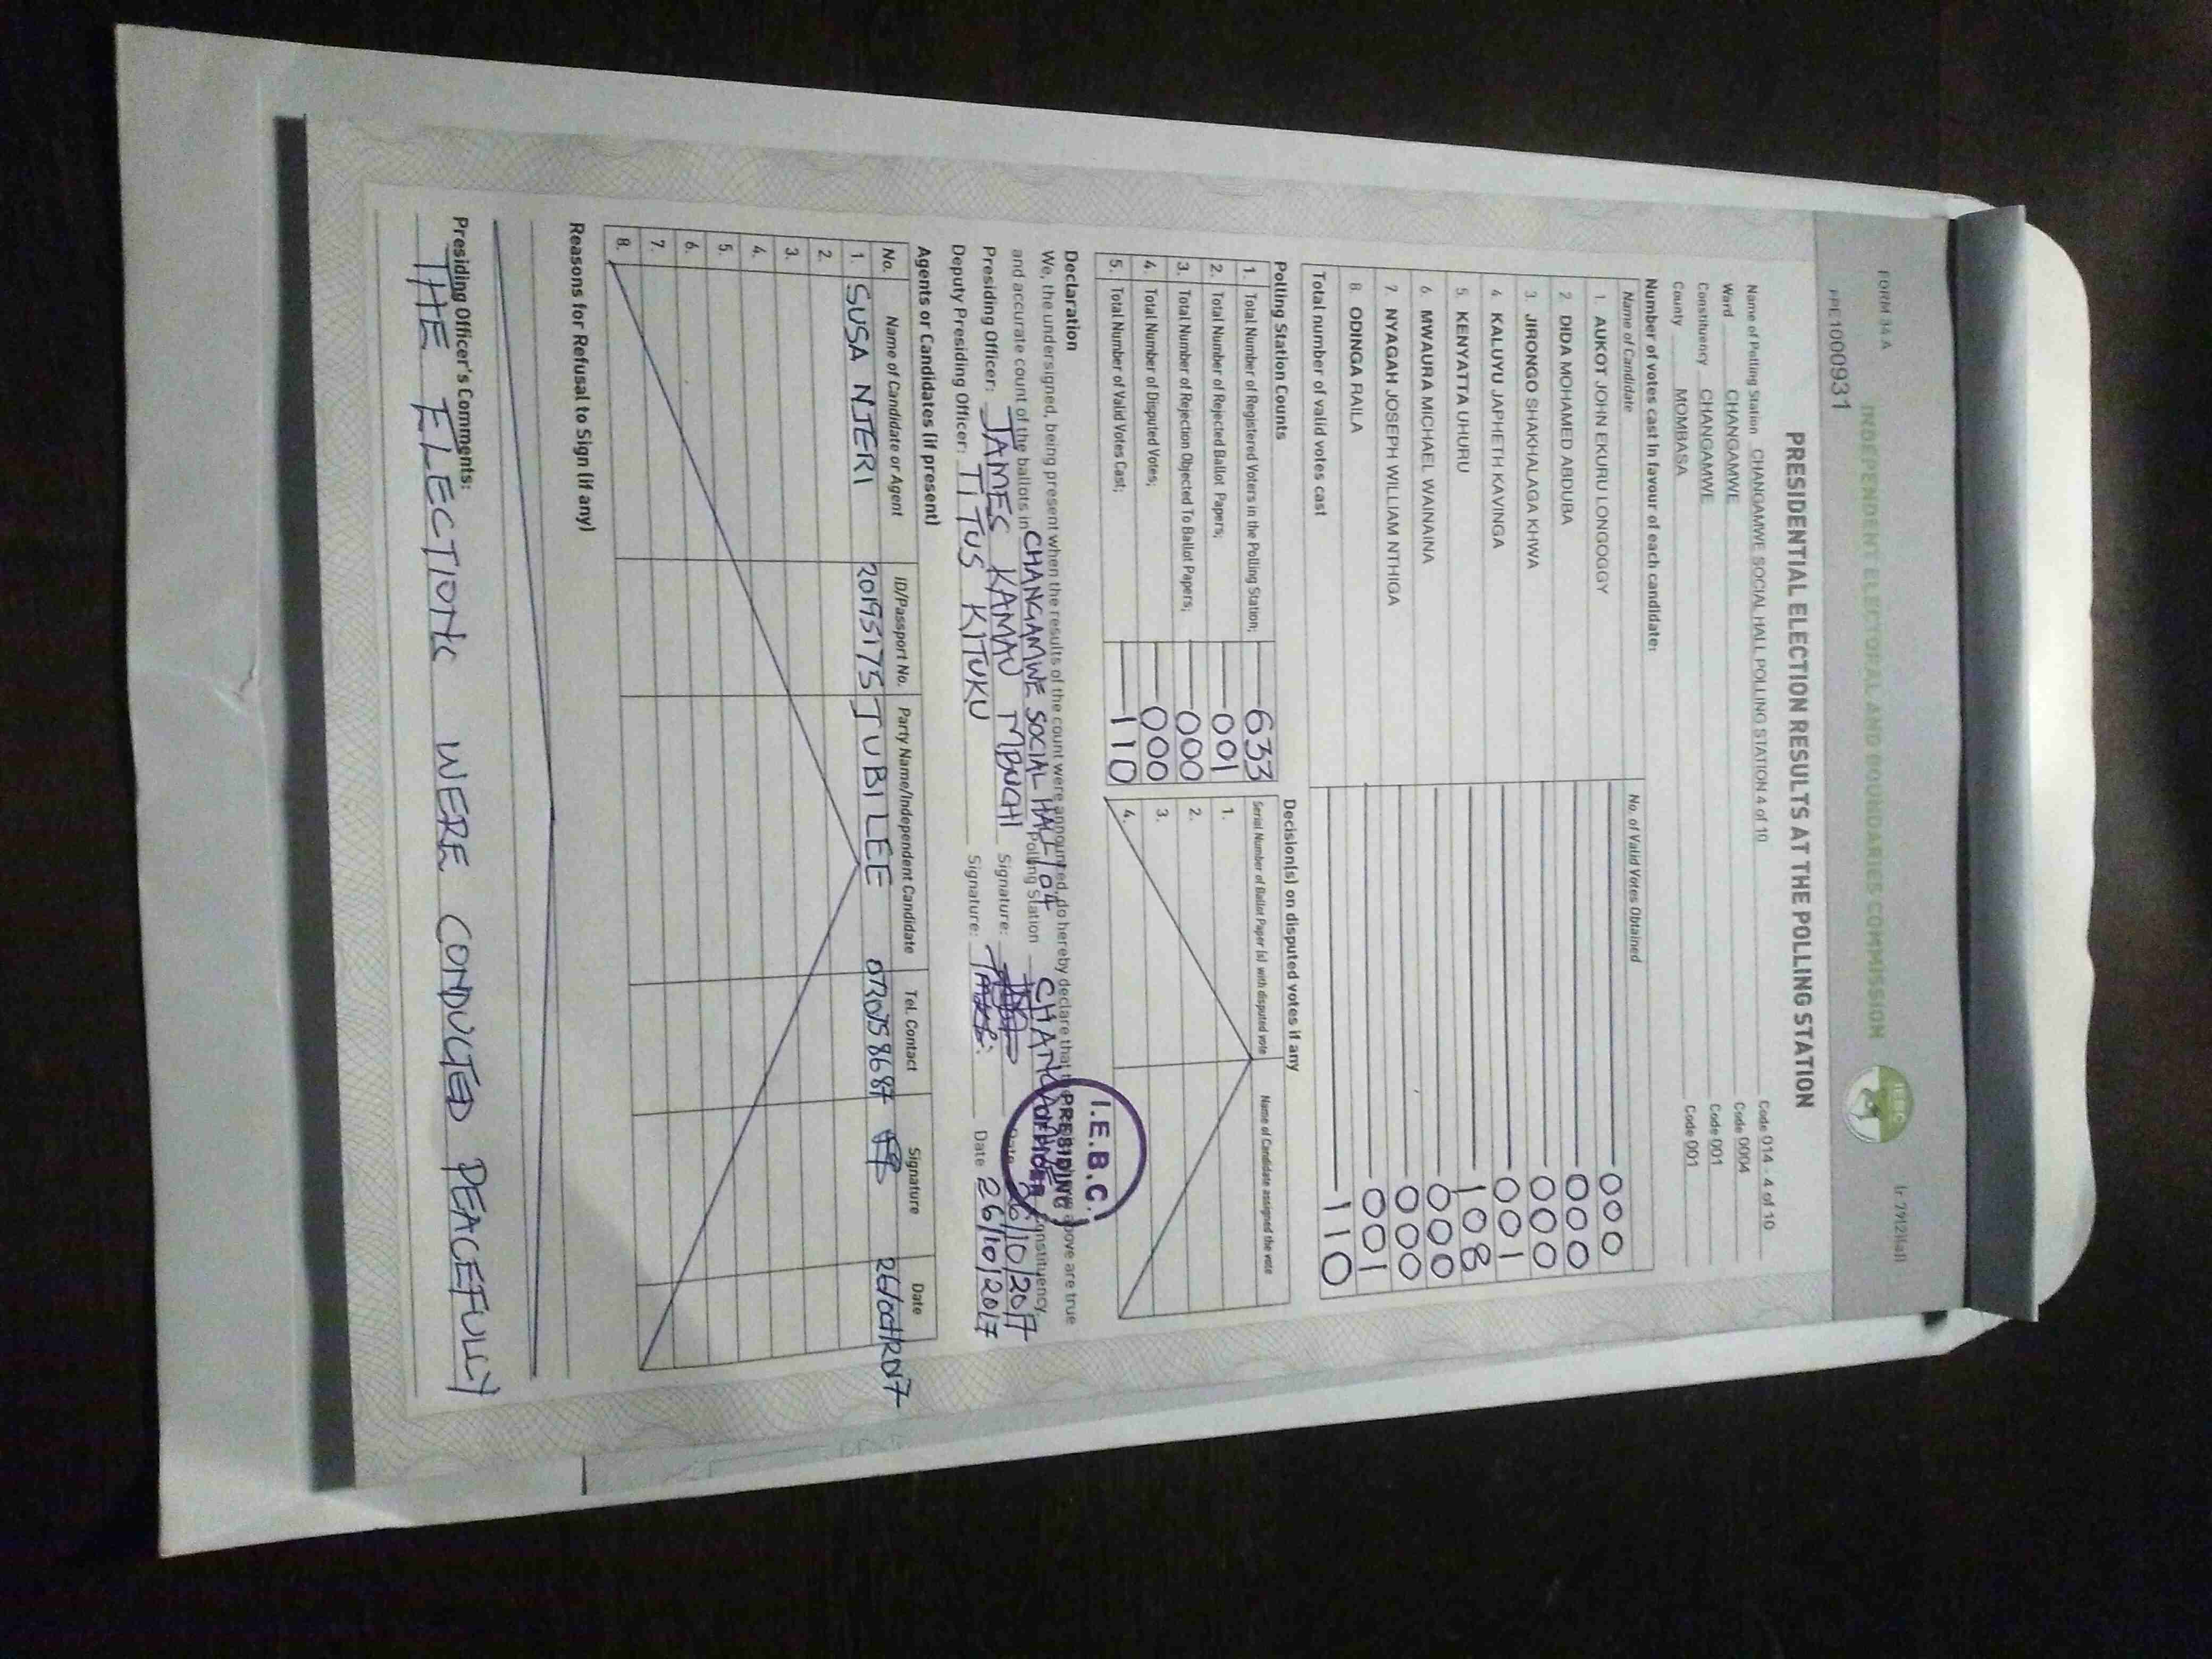 FORM 34A
INDEPENDENT ELECTORAL AND BOUNDARIES COMMISSION
PRESIDENTIAL ELECTION RESULTS AT THE POLLING STATION
Name of Polling Station CHANGAMWE SOCIAL HALL POLLING STATION 4 of 10 Code 014 - 4 of 10
Ward CHANGAMWE Code 0004
Constituency CHANGAMWE Code 001
County MOMBASA Code 001
Number of votes cast in favour of each candidate:
Name of Candidate No. of Valid Votes Obtained
1. AUKOT JOHN EKURU LONGOGGY 000
2. DIDA MOHAMED ABDUBA 000
3. JIRONGO SHAKHALAGA KHWA 000
4. KALUYU JAPHETH KAVINGA 001
5. KENYATTA UHURU 108
6. MWAURA MICHAEL WAINAINA 000
7. NYAGAH JOSEPH WILLIAM NTHIGA 000
8. ODINGA RAILA 001
Total number of valid votes cast 110
Polling Station Counts
1. Total Number of Registered Voters in the Polling Station; 633
2. Total Number of Rejected Ballot Papers; 001
3. Total Number of Rejection Objected To Ballot Papers; 000
4. Total Number of Disputed Votes; 000
5. Total Number of Valid Votes Cast; 110
Decision(s) on disputed votes if any
Serial Number of Ballot Paper (s) with disputed vote Name of Candidate assigned the vote
1.
2.
3.
4.
Declaration
We, the undersigned, being present when the results of the count were announced, do hereby declare that the above are true
and accurate count of the ballots in CHANGAMWE SOCIAL HALL/04 Polling Station Constituency.
Presiding Officer: JAMES KAMAU MBUCHI Signature: Date 26/10/2017
Deputy Presiding Officer: TITUS KITUKU Signature: Date 26/10/2017
I.E.B.C.
PRESIDING
OFFICER
Agents or Candidates (if present)
No. Name of Candidate or Agent ID/Passport No. Party Name/Independent Candidate Tel. Contact Signature Date
1. SUSA NJERI 20195175 JUBILEE 0720758687 26/oct/2017
2.
3.
4.
5.
6.
7.
8.
Reasons for Refusal to Sign (if any)
Presiding Officer's Comments:
THE ELECTIONS WERE CONDUCTED PEACEFULLY